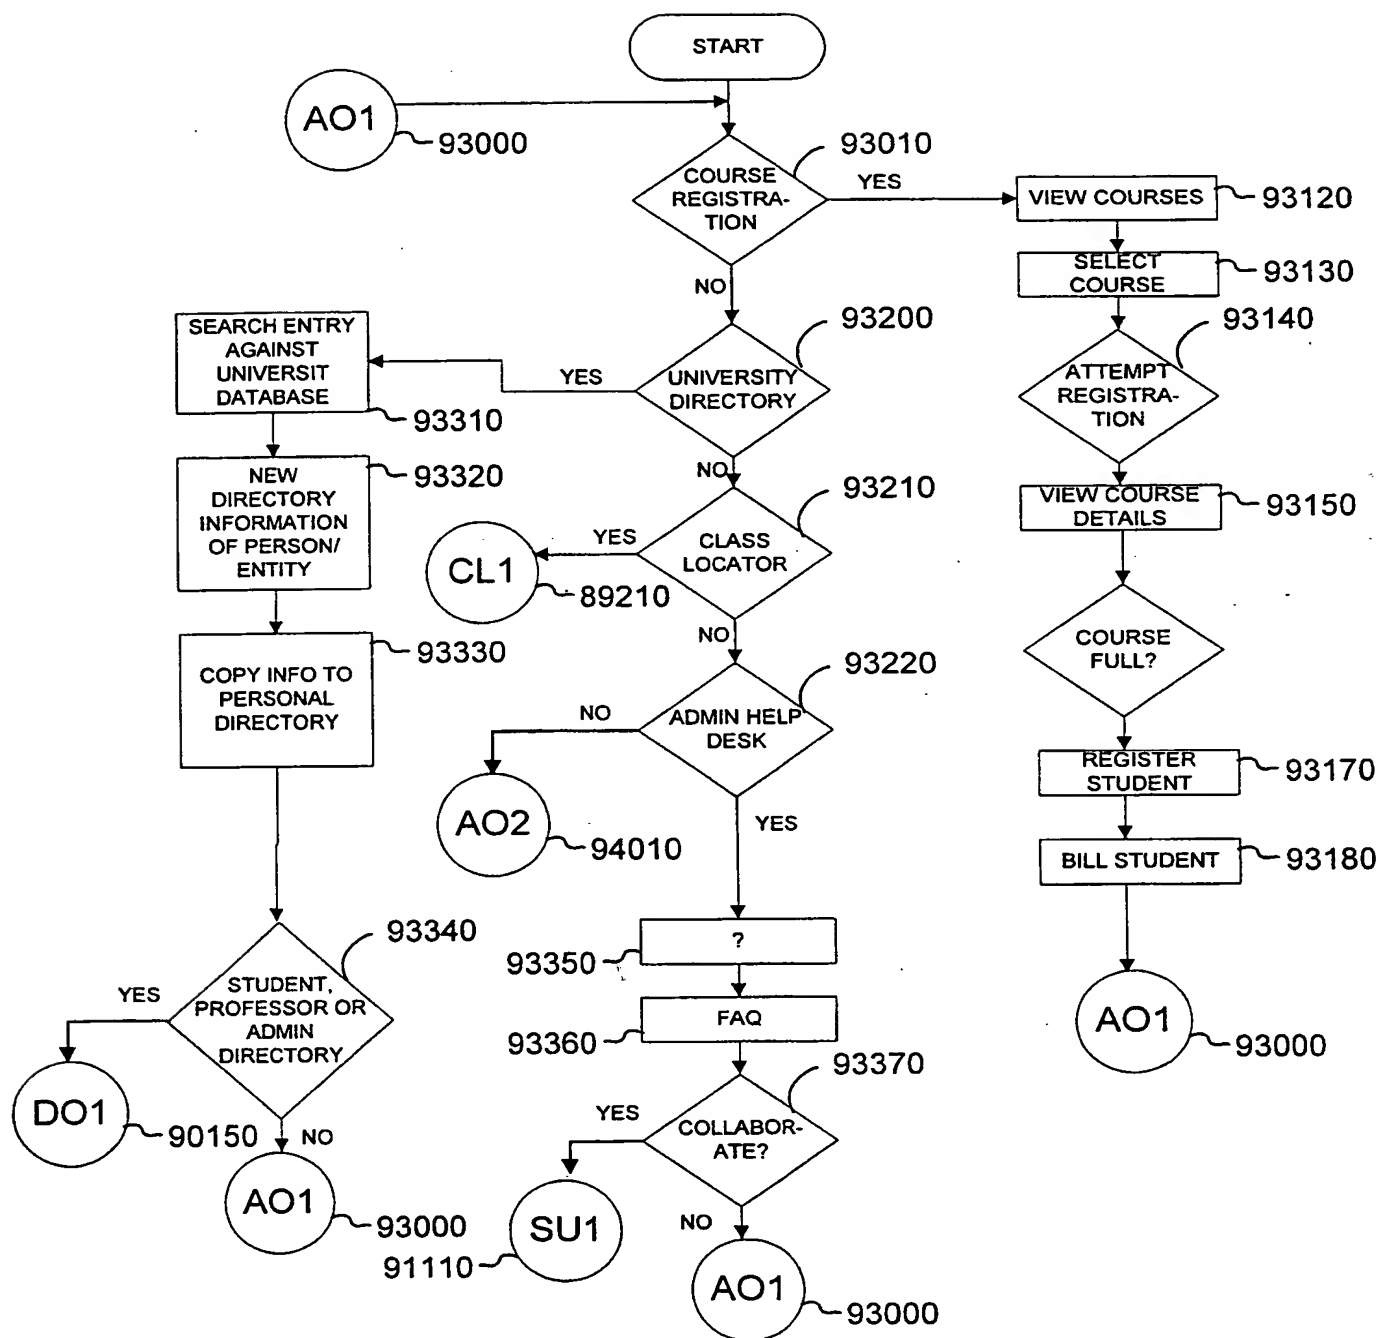 START
AO1
93000
93010
COURSE
REGISTRA-
TION
YES
VIEW COURSES
93120
SELECT
COURSE
93130
NO
93200
UNIVERSITY
DIRECTORY
YES
SEARCH ENTRY
AGAINST
UNIVERSIT
DATABASE
93310
93140
ATTEMPT
REGISTRA-
TION
NO
93320
NEW
DIRECTORY
INFORMATION
OF PERSON/
ENTITY
93210
CLASS
LOCATOR
YES
CL1
89210
VIEW COURSE
DETAILS
93150
NO
93330
COPY INFO TO
PERSONAL
DIRECTORY
93220
ADMIN HELP
DESK
NO
AO2
94010
YES
COURSE
FULL?
REGISTER
STUDENT
93170
BILL STUDENT
93180
AO1
93000
93340
STUDENT,
PROFESSOR OR
ADMIN
DIRECTORY
YES
DO1
90150
NO
AO1
93000
?
93350
FAQ
93360
93370
COLLABOR-
ATE?
YES
SU1
91110
NO
AO1
93000